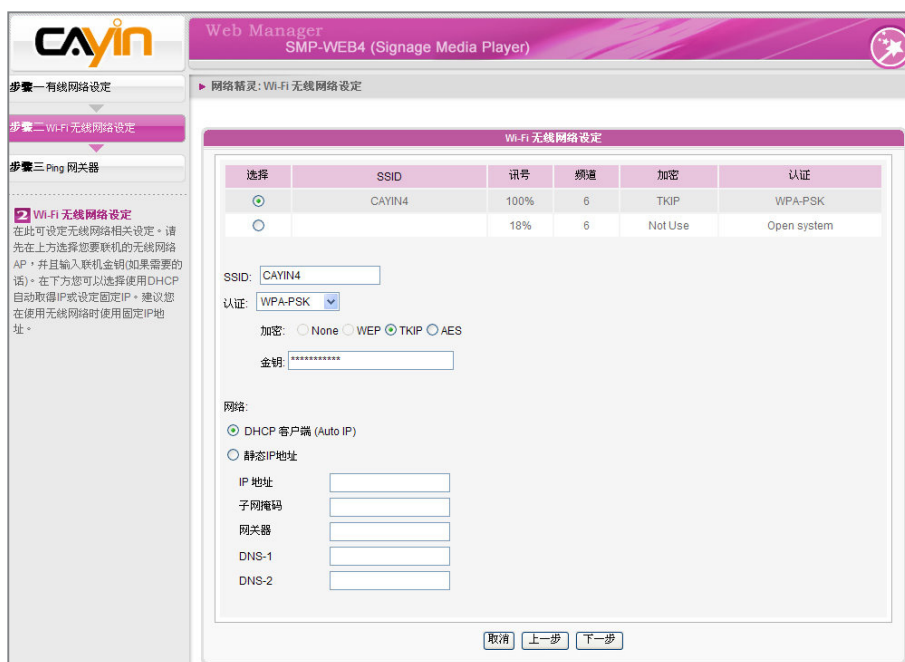 CAYIN
Web Manager
SMP-WEB4 (Signage Media Player)
步骤一有线网络设定
步骤二Wi-Fi 无线网络设定
步骤三 Ping 网关器
2 Wi-Fi 无线网络设定
在此可设定无线网络相关设定。请
先在上方选择您要联机的无线网络
AP，并且输入联机金钥(如果需要的
话)。在下方您可以选择使用DHCP
自动取得IP或设定固定IP。建议您
在使用无线网络时使用固定IP地
址。
网络精灵: Wi-Fi 无线网络设定
Wi-Fi 无线网络设定
选择 SSID 讯号 频道 加密 认证
CAYIN4 100% 6 TKIP WPA-PSK
18% 6 Not Use Open system
SSID: CAYIN4
认证: WPA-PSK
加密: None WEP TKIP AES
金钥: ***********
网络:
DHCP 客户端 (Auto IP)
静态IP地址
IP 地址
子网掩码
网关器
DNS-1
DNS-2
取消 上一步 下一步